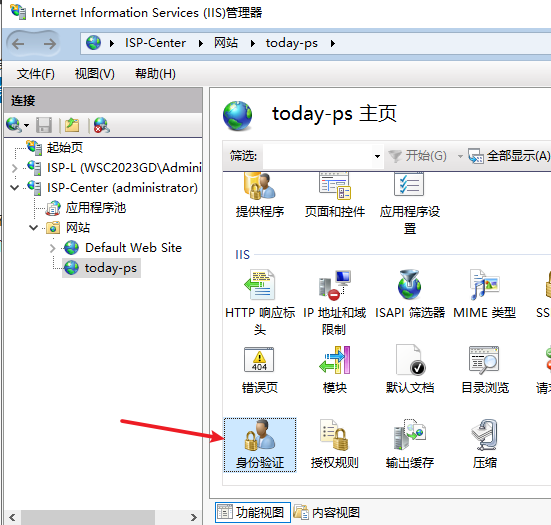 Internet Information Services (IIS)管理器
ISP-Center
网站
today-ps
文件(F)
视图(V)
帮助(H)
连接
起始页
ISP-L (WSC2023GD\Admini
ISP-Center (administrator)
应用程序池
网站
Default Web Site
today-ps
today-ps 主页
筛选:
开始(G)
全部显示(A)
提供程序
页面和控件
应用程序设
置
IIS
HTTP 响应标
头
IP 地址和域
限制
ISAPI 筛选器
MIME 类型
SS
404
错误页
模块
默认文档
目录浏览
请求
身份验证
授权规则
输出缓存
压缩
功能视图
内容视图